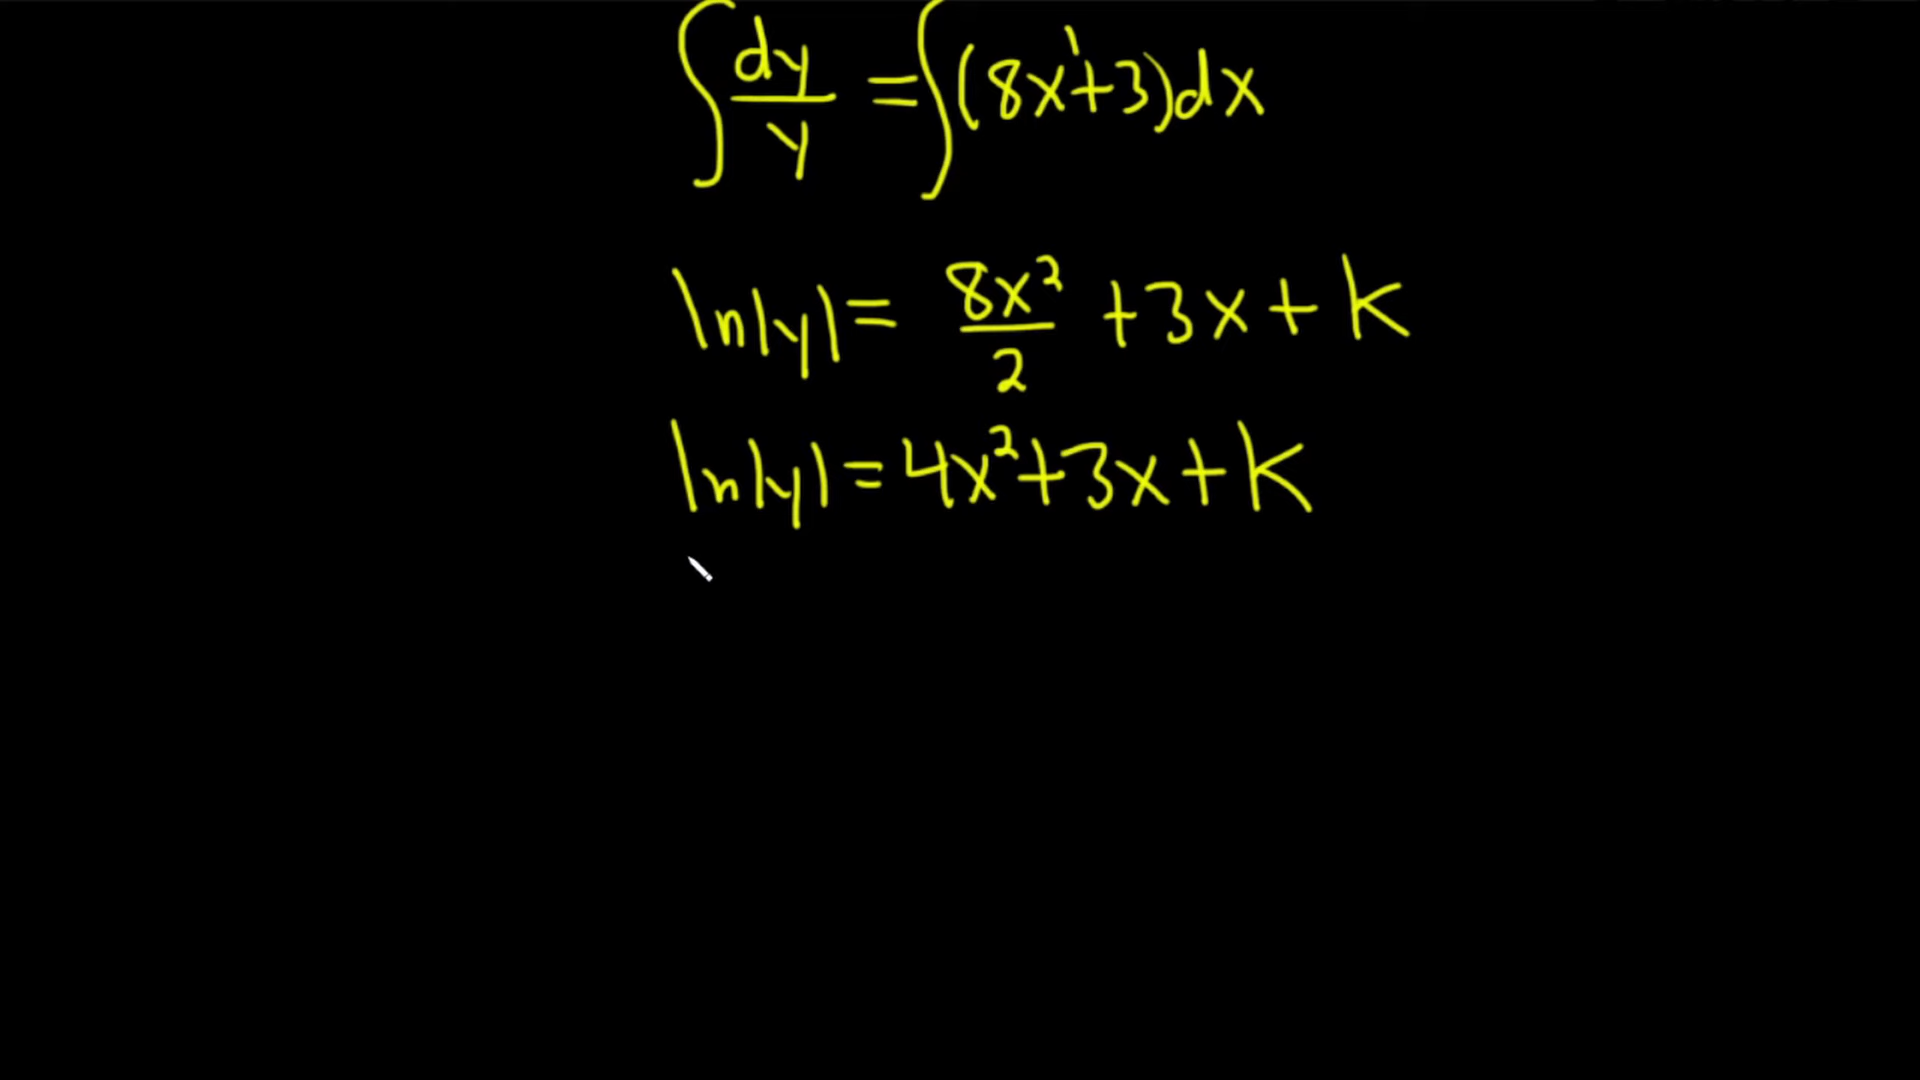 ∫ dy/y = ∫(8x¹+3)dx
ln|y| = 8x²/2 + 3x + K
ln|y| = 4x² + 3x + K